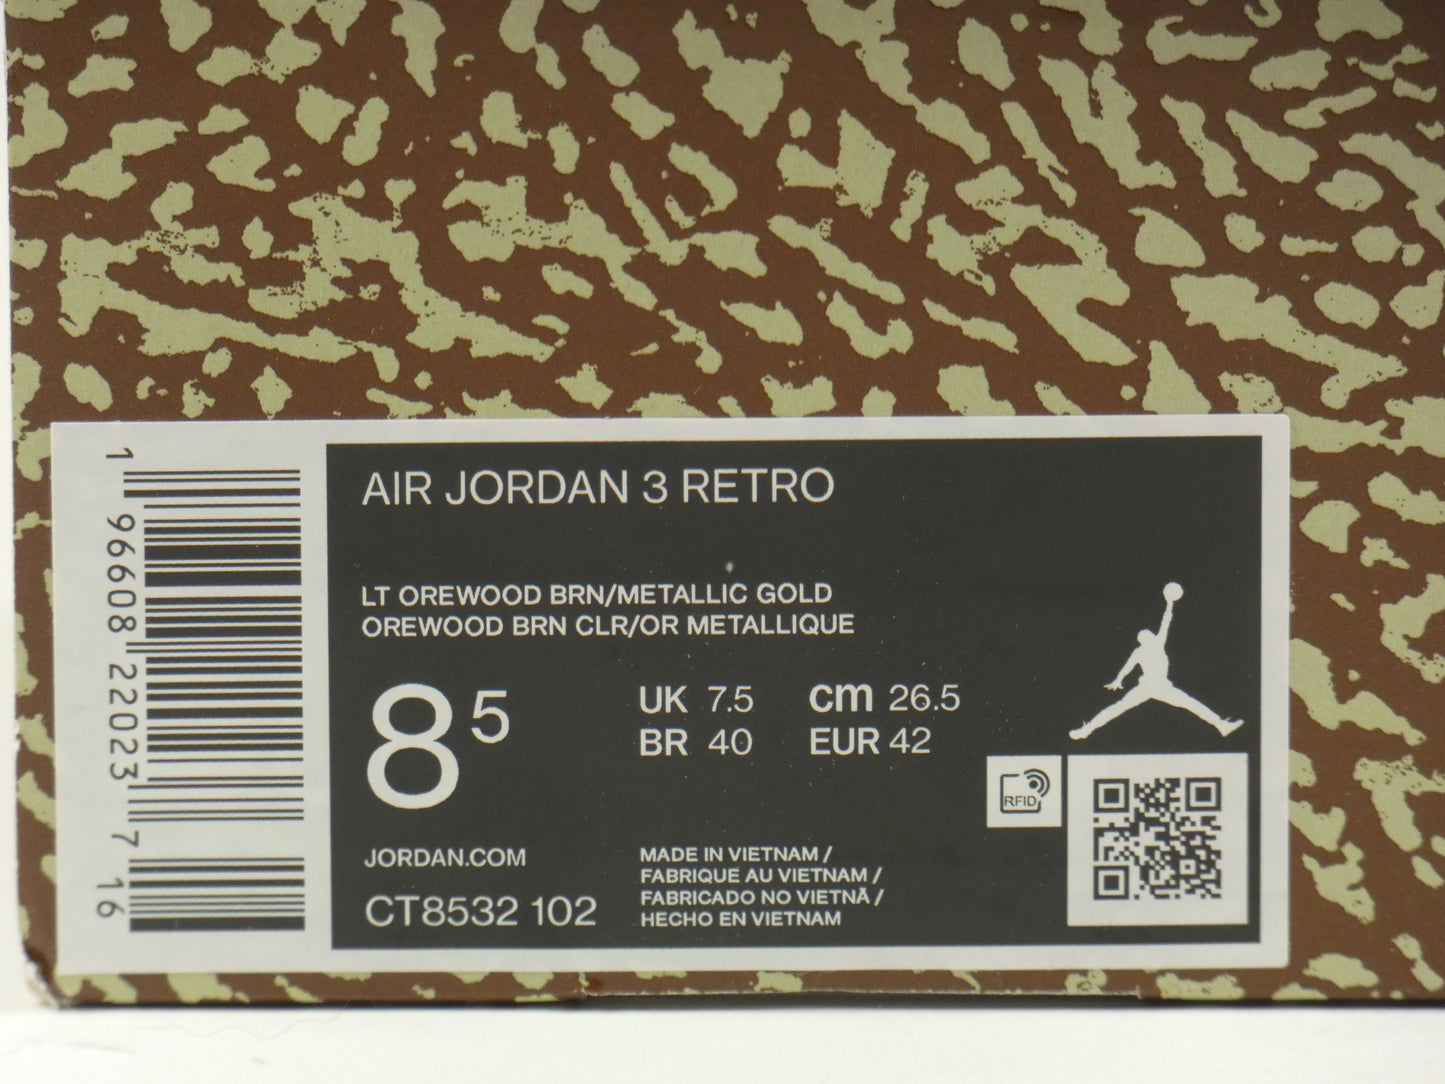 AIR JORDAN 3 RETRO
LT OREWOOD BRN/METALLIC GOLD
OREWOOD BRN CLR/OR METALLIQUE
8 5
UK 7.5 cm 26.5
BR 40 EUR 42
RFID
JORDAN.COM
CT8532 102
MADE IN VIETNAM /
FABRIQUE AU VIETNAM /
FABRICADO NO VIETNÃ /
HECHO EN VIETNAM
1 96608 22023 7 16